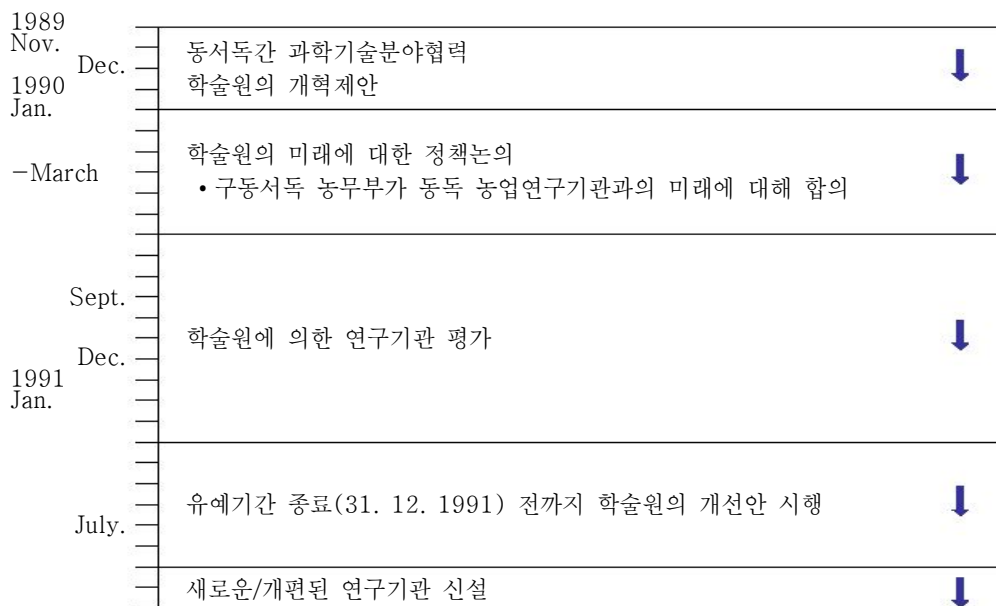 1989
Nov.
Dec.
동서독간 과학기술분야협력
1990
Jan.
학술원의 개혁제안
학술원의 미래에 대한 정책논의
-March
• 구동서독 농무부가 동독 농업연구기관과의 미래에 대해 합의
Sept.
학술원에 의한 연구기관 평가
Dec.
1991
Jan.
유예기간 종료(31. 12. 1991) 전까지 학술원의 개선안 시행
July.
새로운/개편된 연구기관 신설